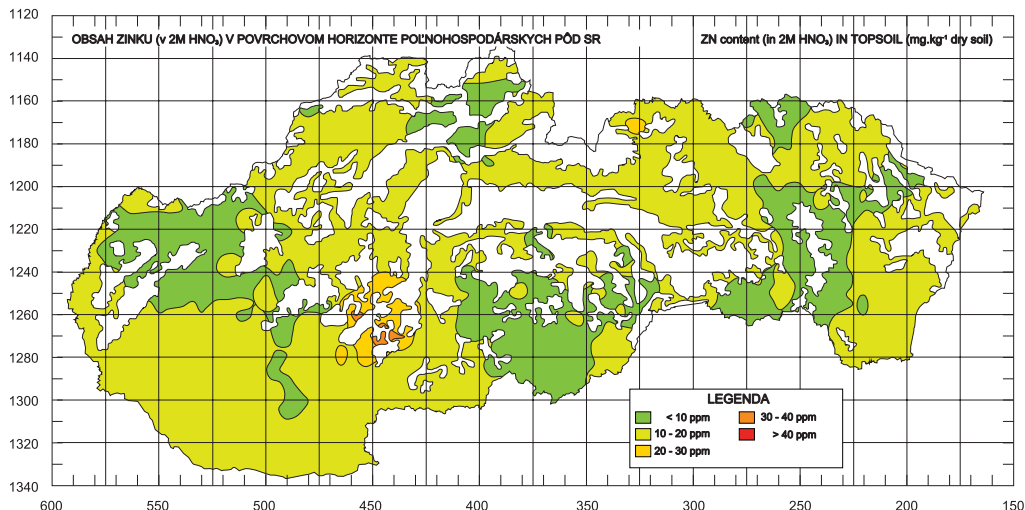 OBSAH ZINKU (v 2M HNO₃) V POVRCHOVOM HORIZONTE POĽNOHOSPODÁRSKYCH PÔD SR
ZN content (in 2M HNO₃) IN TOPSOIL (mg.kg⁻¹ dry soil)
1120
1140
1160
1180
1200
1220
1240
1260
1280
1300
1320
1340
LEGENDA
< 10 ppm
30 - 40 ppm
10 - 20 ppm
> 40 ppm
20 - 30 ppm
600 550 500 450 400 350 300 250 200 150